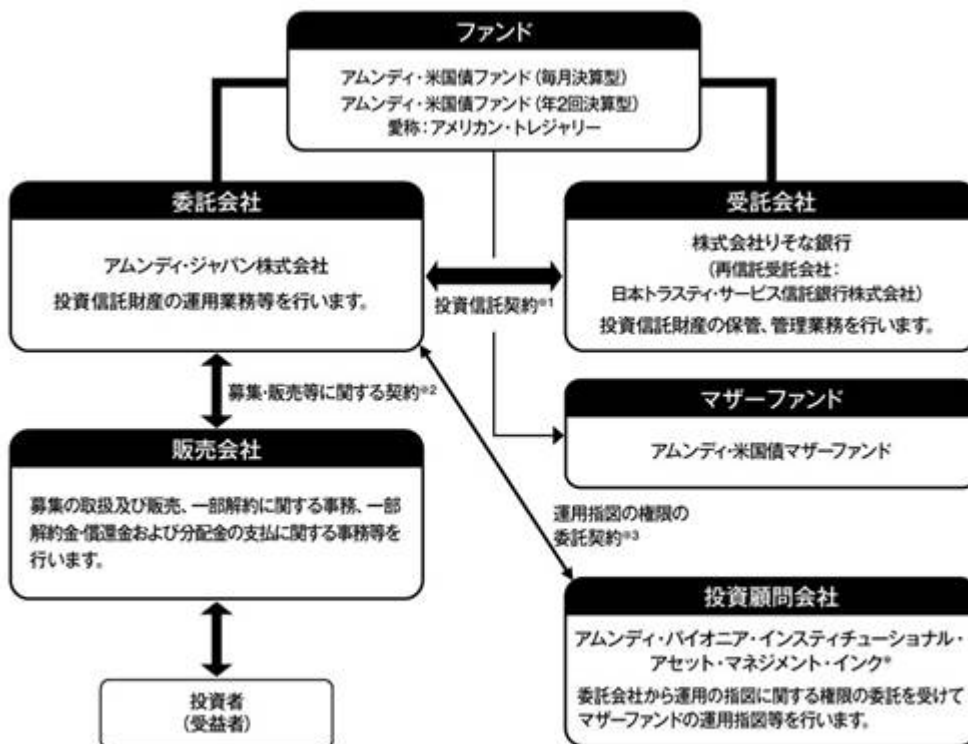 ファンド
アムンディ・米国債ファンド(毎月決算型)
アムンディ・米国債ファンド(年2回決算型)
愛称:アメリカン・トレジャリー
委託会社
アムンディ・ジャパン株式会社
投資信託財産の運用業務等を行います。
投資信託契約※1
受託会社
株式会社りそな銀行
(再信託受託会社:
日本トラスティ・サービス信託銀行株式会社)
投資信託財産の保管、管理業務を行います。
募集・販売等に関する契約※2
マザーファンド
アムンディ・米国債マザーファンド
販売会社
募集の取扱及び販売、一部解約に関する事務、一部
解約金・償還金および分配金の支払に関する事務等を
行います。
運用指図の権限の
委託契約※3
投資顧問会社
アムンディ・パイオニア・インスティチューショナル・
アセット・マネジメント・インク*
委託会社から運用の指図に関する権限の委託を受けて
マザーファンドの運用指図等を行います。
投資者
(受益者)